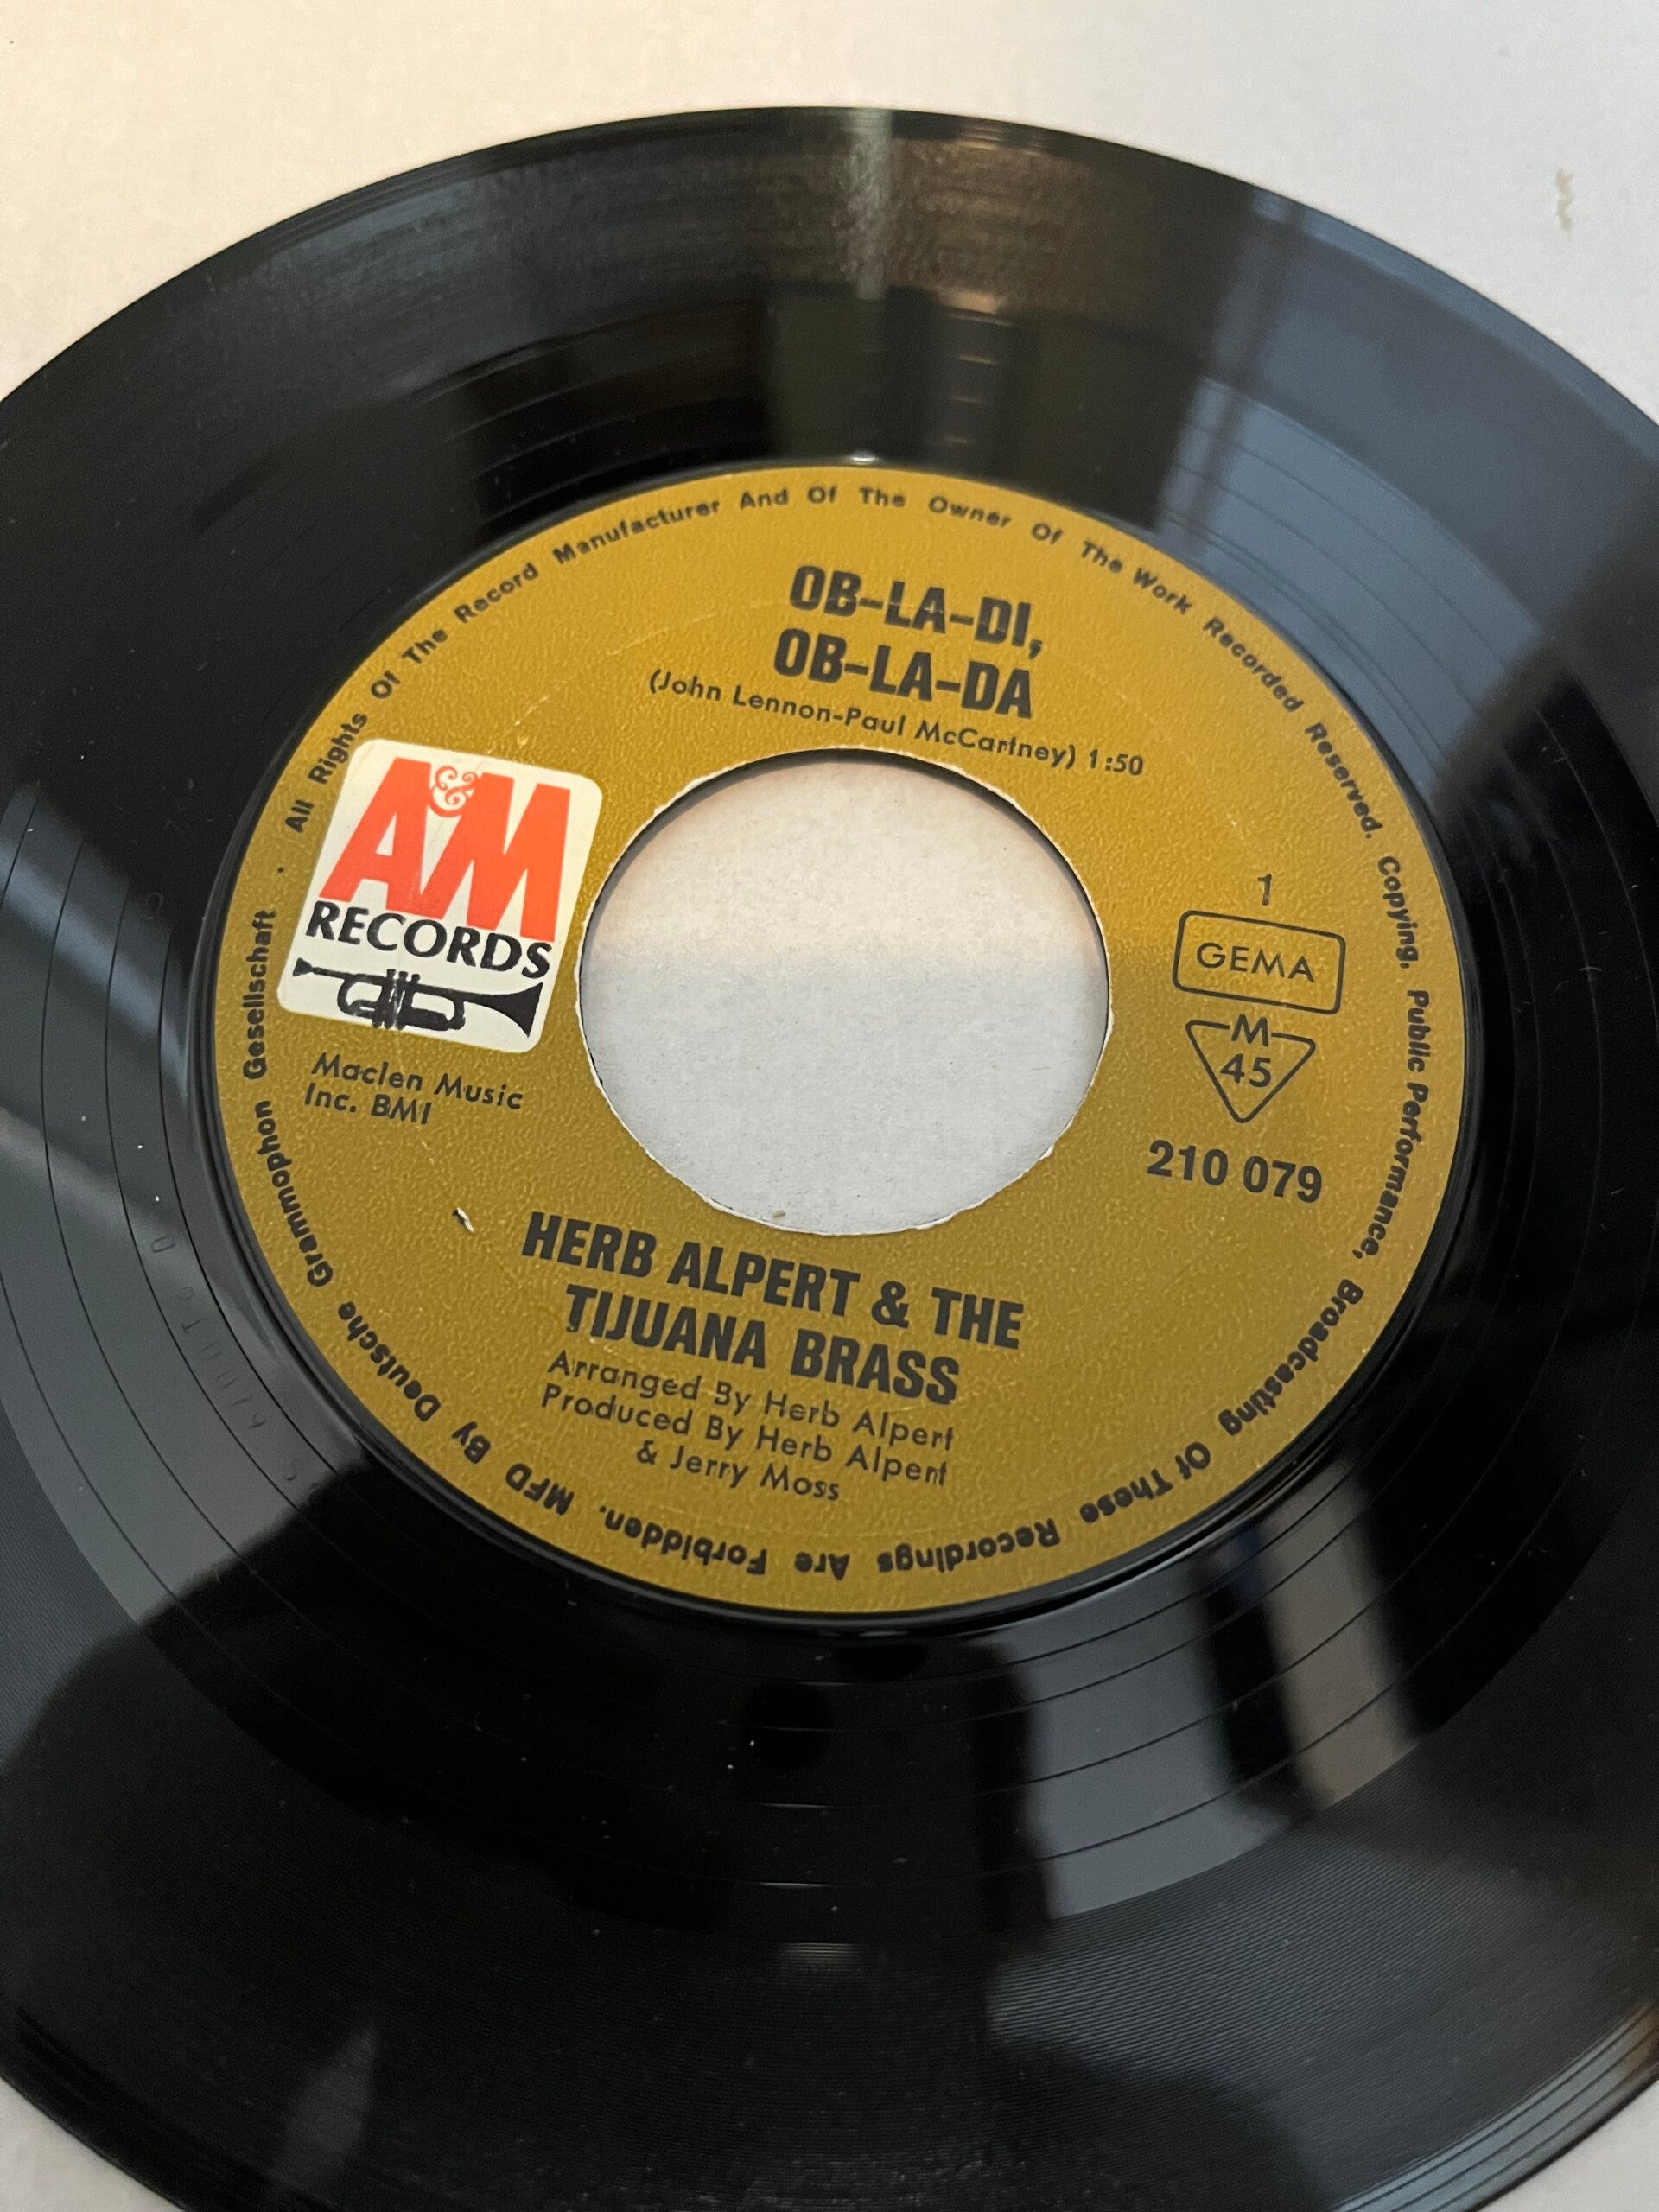 OB-LA-DI,
OB-LA-DA
(John Lennon-Paul McCartney) 1:50
A&M
RECORDS
Maclen Music
Inc. BMI
1
GEMA
M
45
210 079
HERB ALPERT & THE
TIJUANA BRASS
Arranged By Herb Alpert
Produced By Herb Alpert
& Jerry Moss
All Rights Of The Record Manufacturer And Of The Owner Of The Work Recorded Reserved. Copying, Public Performance, Broadcasting Of These Recordings Are Forbidden. MFD By Deutsche Grammophon Gesellschaft ·